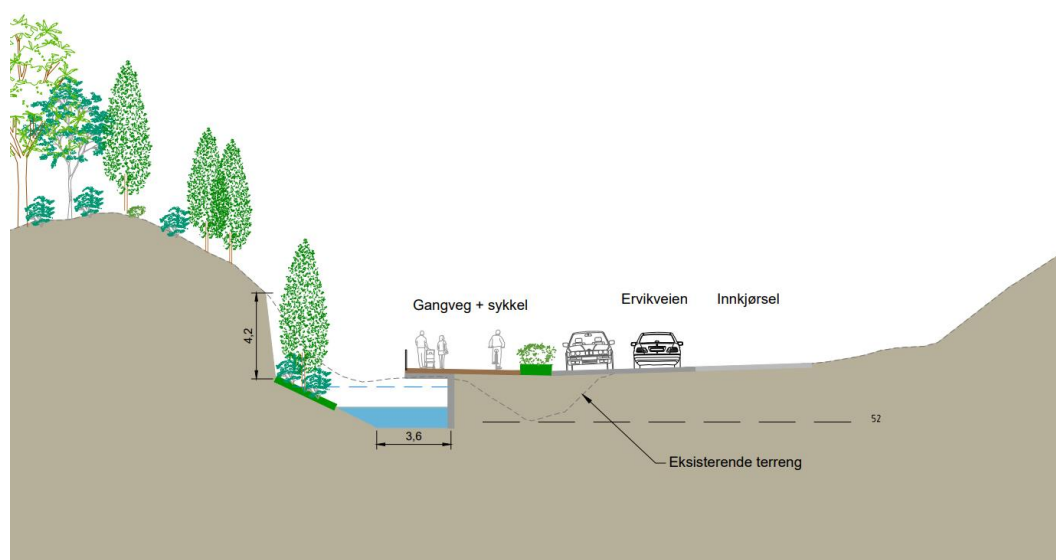 Gangveg + sykkel
Ervikveien
Innkjørsel
4,2
52
3,6
Eksisterende terreng